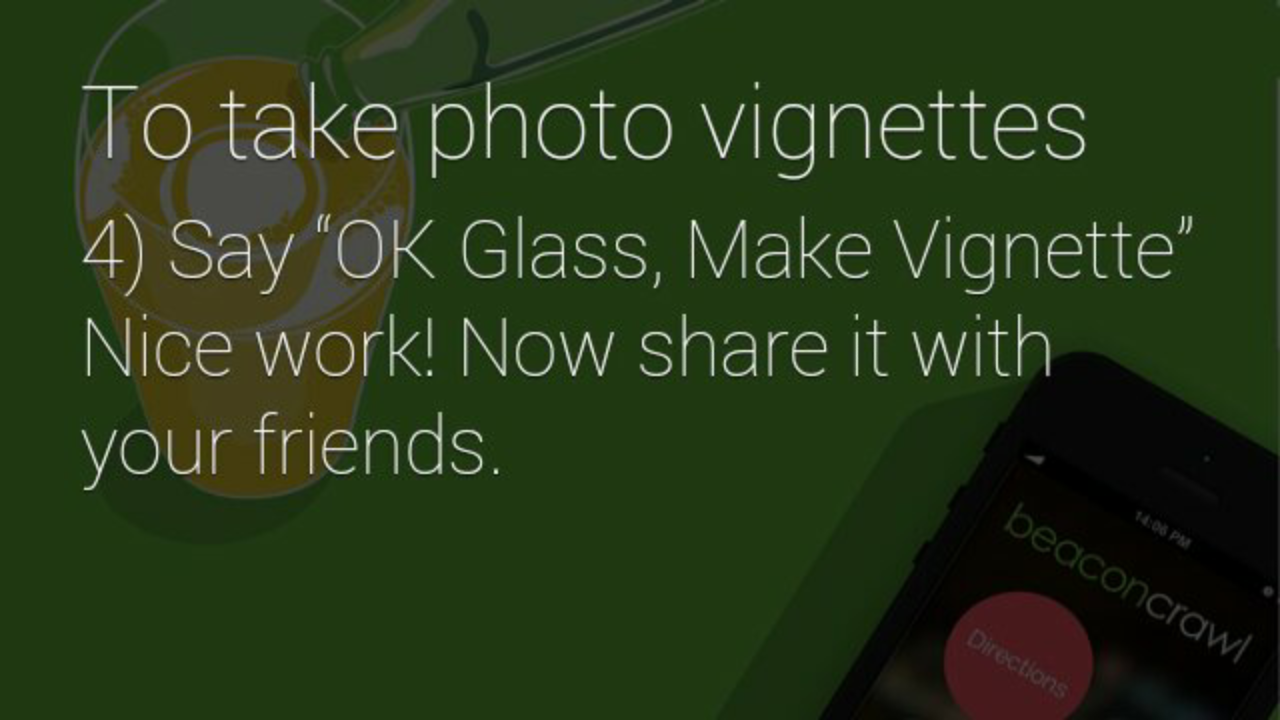 To take photo vignettes
4) Say “OK Glass, Make Vignette”
Nice work! Now share it with
your friends.
14:06 PM
beaconcrawl
Directions